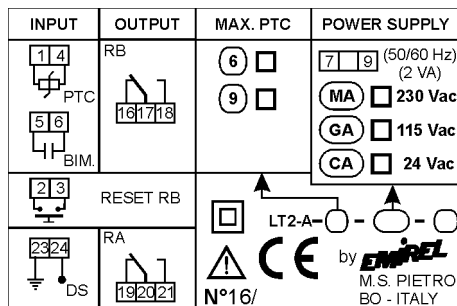 INPUT
OUTPUT
MAX. PTC
POWER SUPPLY
1 4
PTC
5 6
BIM.
RB
16 17 18
6
9
7 9 (50/60 Hz)
(2 VA)
MA 230 Vac
GA 115 Vac
CA 24 Vac
2 3
RESET RB
23 24
DS
RA
19 20 21
LT2-A- - -
CE
by EMIREL
M.S. PIETRO
BO - ITALY
N°16/